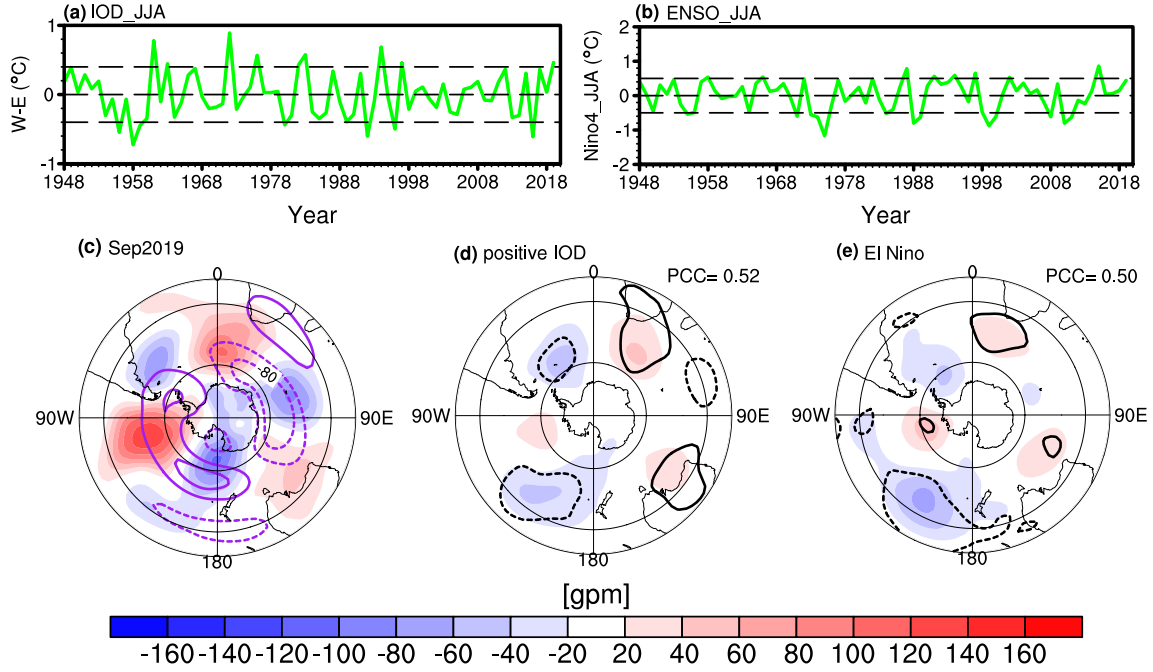 (a) IOD_JJA
(b) ENSO_JJA
W-E (°C)
1
0
-1
1948 1958 1968 1978 1988 1998 2008 2018
Year
Nino4_JJA (°C)
2
1
0
-1
-2
1948 1958 1968 1978 1988 1998 2008 2018
Year
(c) Sep2019
0
90W
90E
180
-80
(d) positive IOD
PCC= 0.52
0
90W
90E
180
(e) El Nino
PCC= 0.50
0
90W
90E
180
[gpm]
-160 -140 -120 -100 -80 -60 -40 -20 20 40 60 80 100 120 140 160